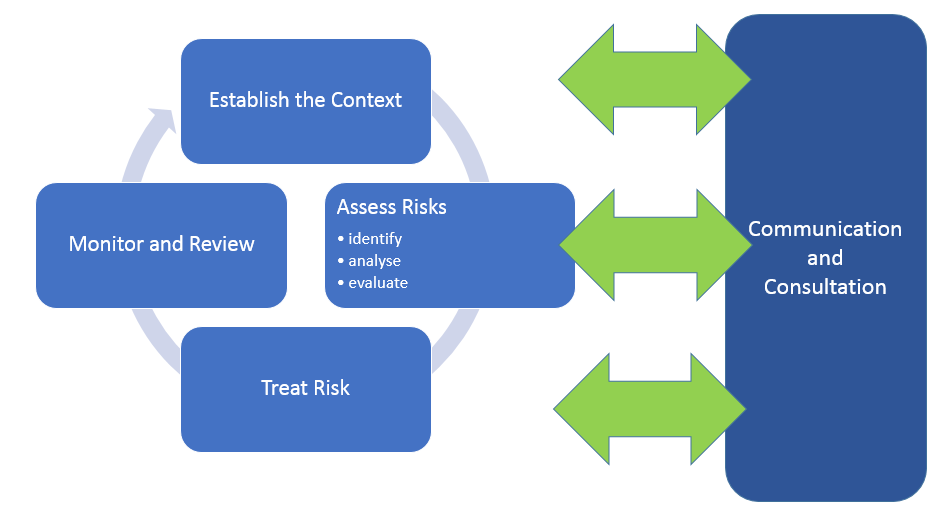 Establish the Context
Assess Risks
• identify
• analyse
• evaluate
Monitor and Review
Treat Risk
Communication
and
Consultation